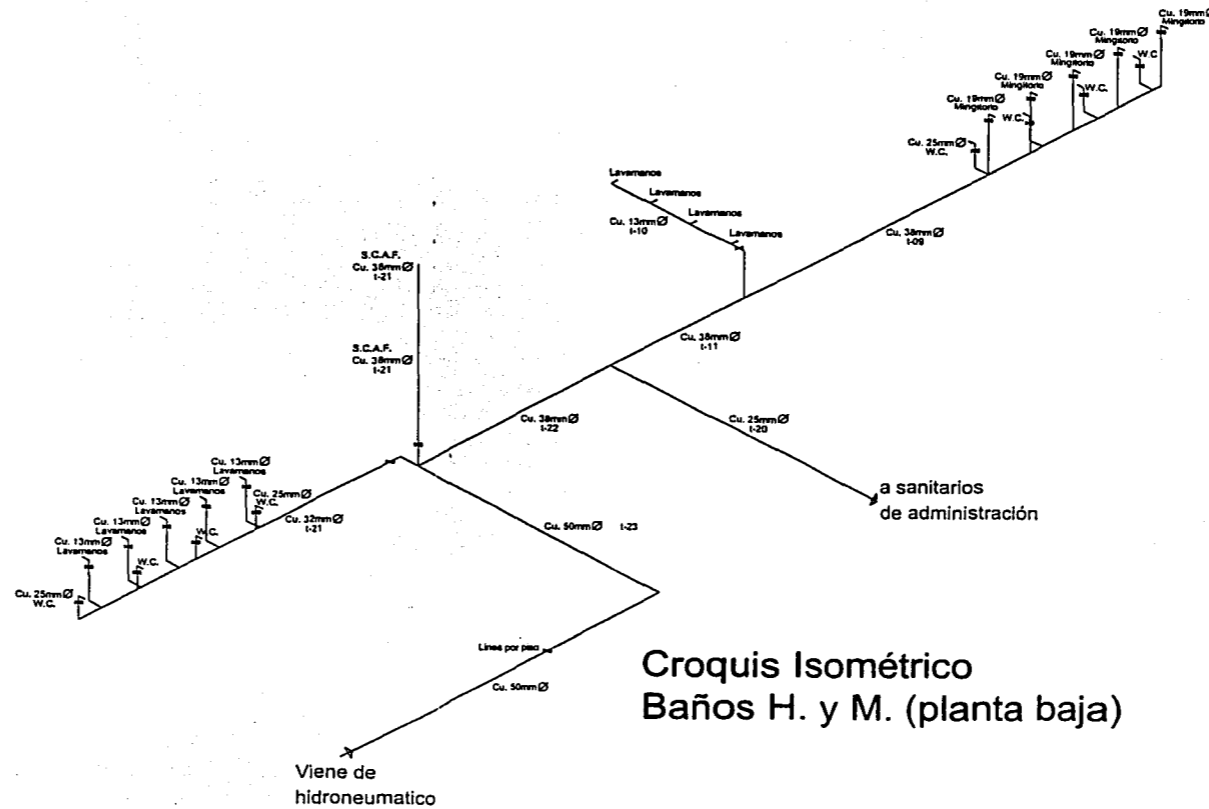 Cu. 19mm Ø
Mingitorio
Cu. 19mm Ø
Mingitorio
W.C
Cu. 19mm Ø
Mingitorio
W.C.
Cu. 19mm Ø
Mingitorio
W.C.
Cu. 19mm Ø
Mingitorio
Cu. 25mm Ø
W.C.
Lavamanos
Lavamanos
Lavamanos
Lavamanos
Cu. 13mm Ø
t-10
Cu. 38mm Ø
t-09
S.C.A.F.
Cu. 38mm Ø
t-21
S.C.A.F.
Cu. 38mm Ø
t-21
Cu. 38mm Ø
t-11
Cu. 38mm Ø
t-22
Cu. 25mm Ø
t-20
a sanitarios
de administración
Cu. 13mm Ø
Lavamanos
Cu. 25mm Ø
W.C.
Cu. 32mm Ø
t-21
Cu. 13mm Ø
Lavamanos
Cu. 13mm Ø
Lavamanos
W.C.
Cu. 13mm Ø
Lavamanos
W.C.
Cu. 13mm Ø
Lavamanos
Cu. 25mm Ø
W.C.
Cu. 50mm Ø t-23
Linea por piso
Cu. 50mm Ø
Croquis Isométrico
Baños H. y M. (planta baja)
Viene de
hidroneumatico